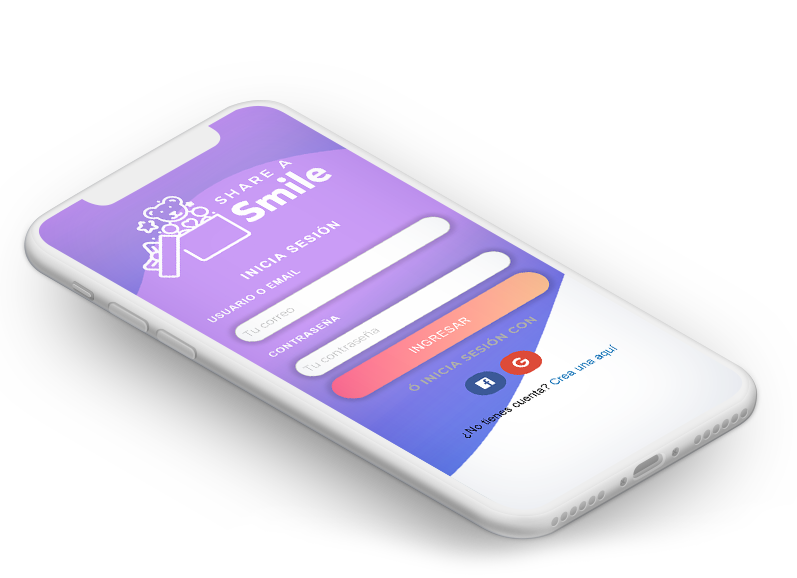 SHARE A
Smile
INICIA SESIÓN
USUARIO O EMAIL
Tu correo
CONTRASEÑA
Tu contraseña
INGRESAR
Ó INICIA SESIÓN CON
f G
¿No tienes cuenta? Crea una aquí